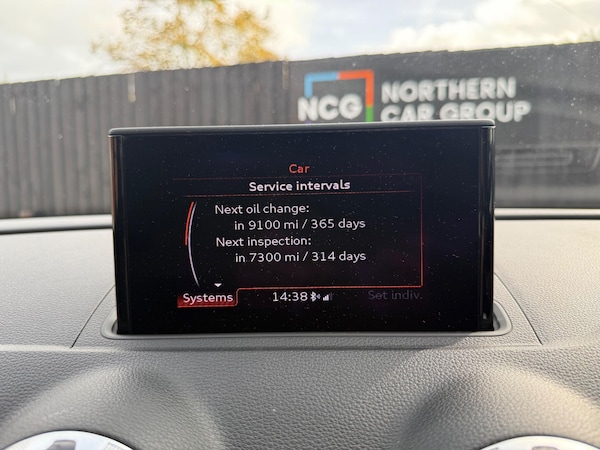 NCG
NORTHERN
CAR GROUP
Car
Service intervals
Next oil change:
in 9100 mi / 365 days
Next inspection:
in 7300 mi / 314 days
Systems
14:38
Set indiv.